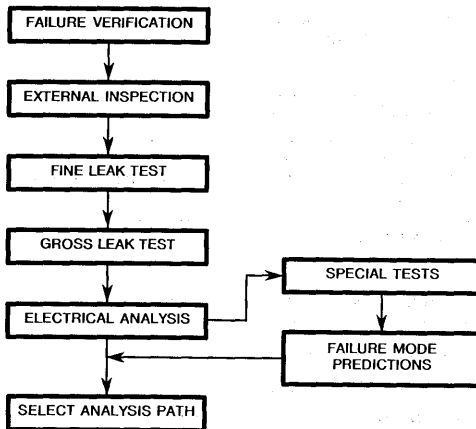 FAILURE VERIFICATION
EXTERNAL INSPECTION
FINE LEAK TEST
GROSS LEAK TEST
SPECIAL TESTS
ELECTRICAL ANALYSIS
FAILURE MODE
PREDICTIONS
SELECT ANALYSIS PATH